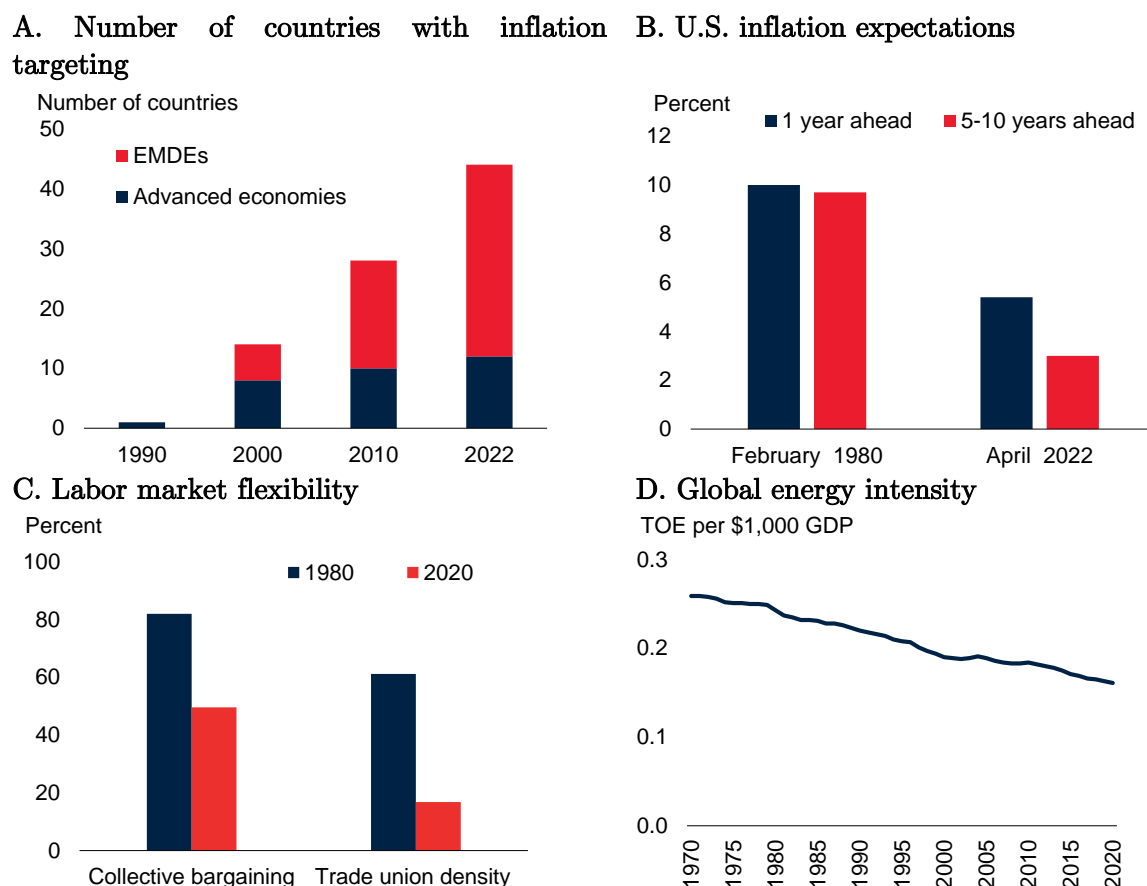 A. Number of countries with inflation
targeting
Number of countries
50
40
30
20
10
0
EMDEs
Advanced economies
1990 2000 2010 2022
B. U.S. inflation expectations
Percent
1 year ahead 5-10 years ahead
12
10
8
6
4
2
0
February 1980 April 2022
C. Labor market flexibility
Percent
1980 2020
100
80
60
40
20
0
Collective bargaining Trade union density
D. Global energy intensity
TOE per $1,000 GDP
0.3
0.2
0.1
0.0
1970 1975 1980 1985 1990 1995 2000 2005 2010 2015 2020